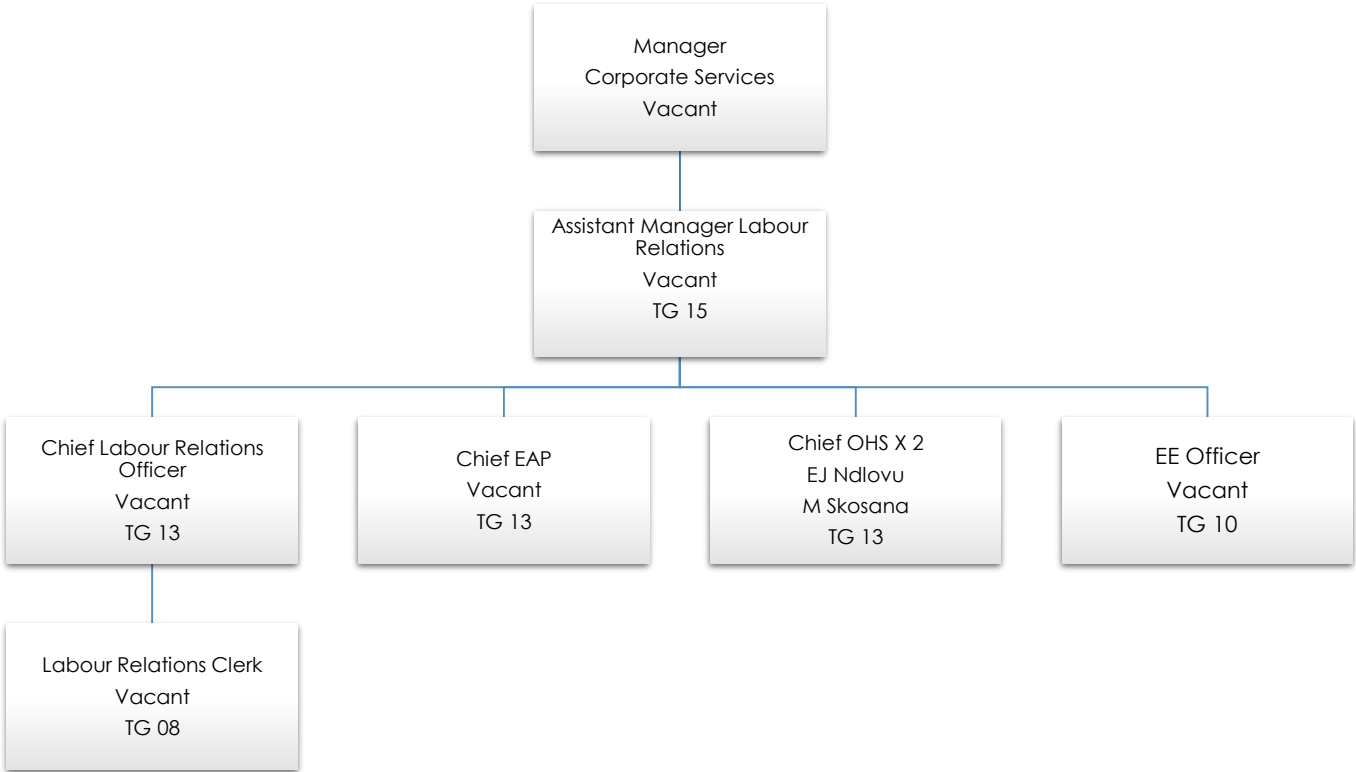 Manager
Corporate Services
Vacant
Assistant Manager Labour
Relations
Vacant
TG 15
Chief Labour Relations
Officer
Vacant
TG 13
Chief EAP
Vacant
TG 13
Chief OHS X 2
EJ Ndlovu
M Skosana
TG 13
EE Officer
Vacant
TG 10
Labour Relations Clerk
Vacant
TG 08